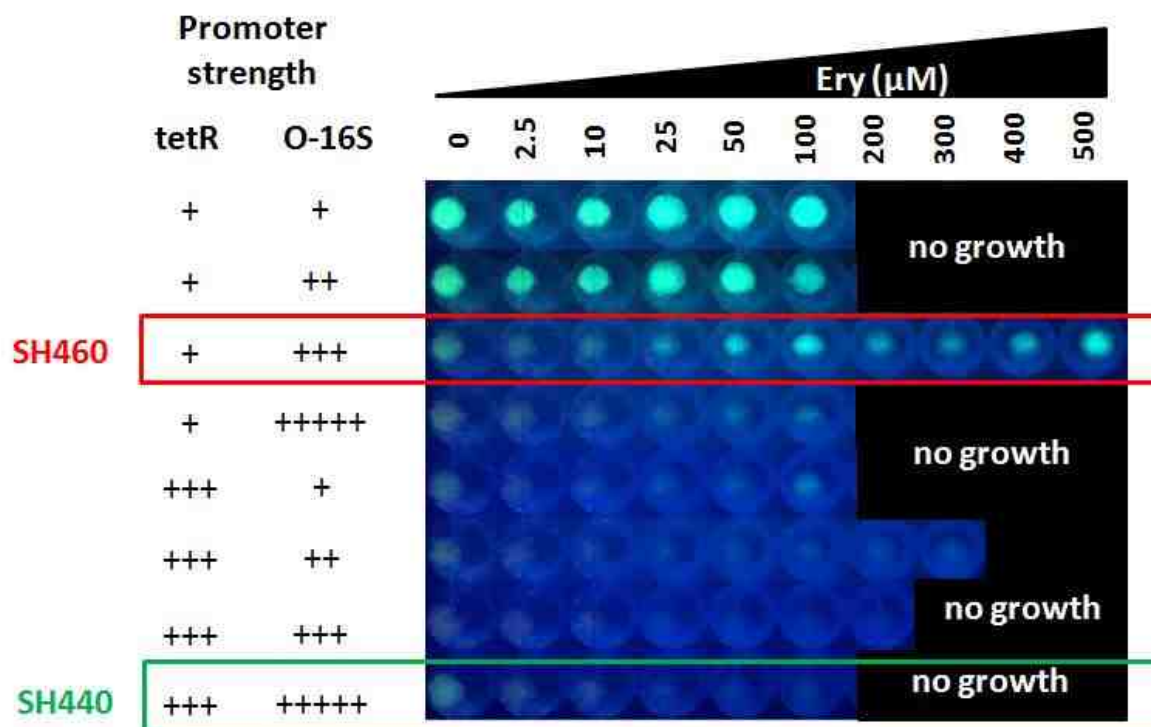 Promoter
strength
Ery (µM)
tetR O-16S 0 2.5 10 25 50 100 200 300 400 500
+ +
no growth
+ ++
SH460 + +++
+ +++++
no growth
+++ +
+++ ++
+++ +++ no growth
SH440 +++ +++++ no growth